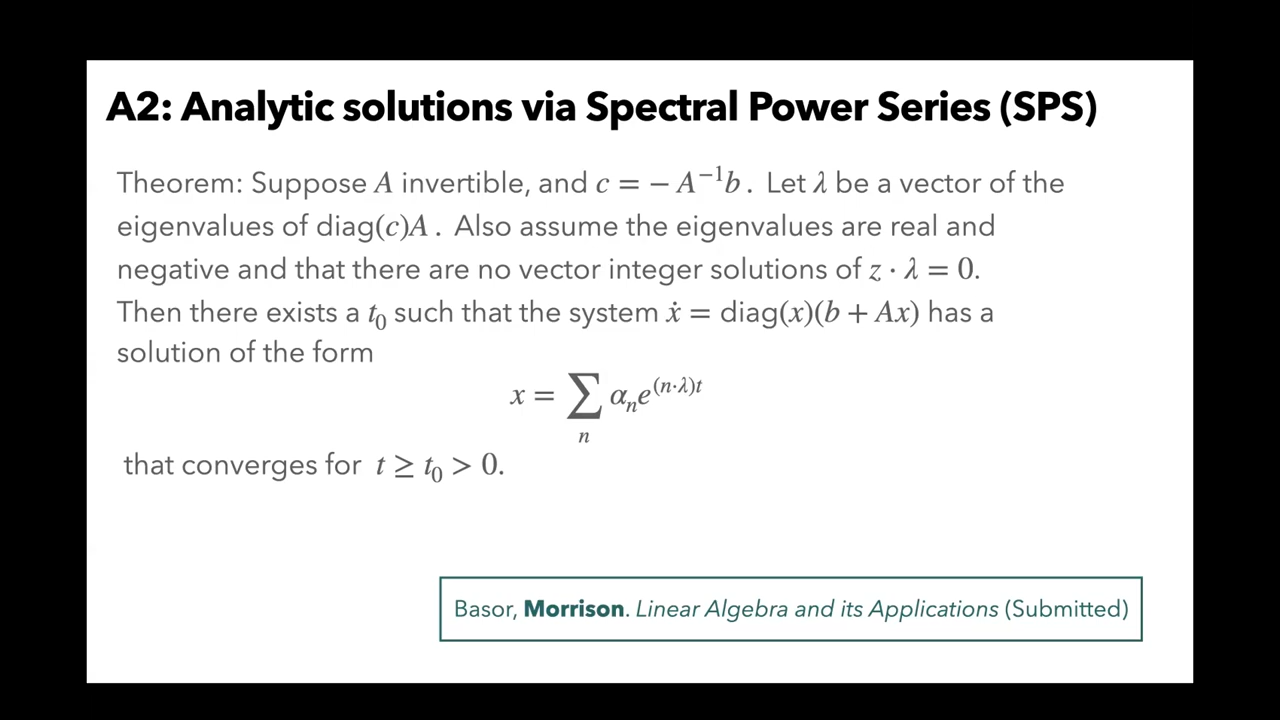 A2: Analytic solutions via Spectral Power Series (SPS)
Theorem: Suppose A invertible, and c = − A⁻¹b . Let λ be a vector of the
eigenvalues of diag(c)A . Also assume the eigenvalues are real and
negative and that there are no vector integer solutions of z · λ = 0.
Then there exists a t₀ such that the system ẋ = diag(x)(b + Ax) has a
solution of the form
x = ∑ αₙe^{(n·λ)t}
n
that converges for t ≥ t₀ > 0.
Basor, Morrison. Linear Algebra and its Applications (Submitted)